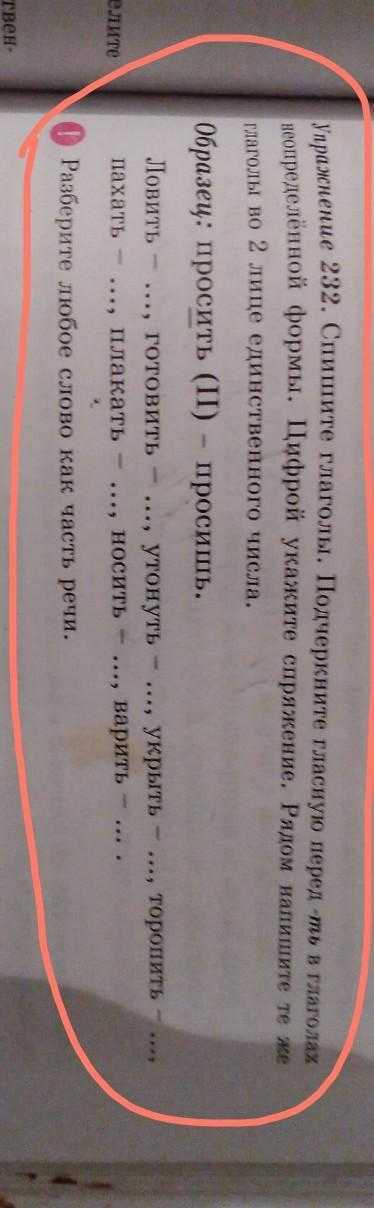 Упражнение 232. Спишите глаголы. Подчеркните гласную перед -ть в глаголах
неопределённой формы. Цифрой укажите спряжение. Рядом напишите те же
глаголы во 2 лице единственного числа.
Образец: просить (II) – просишь.
Ловить – ..., готовить – ..., утонуть – ..., укрыть – ..., торопить – ...,
пахать – ..., плакать – ..., носить – ..., варить – ... .
! Разберите любое слово как часть речи.
елите
твен-